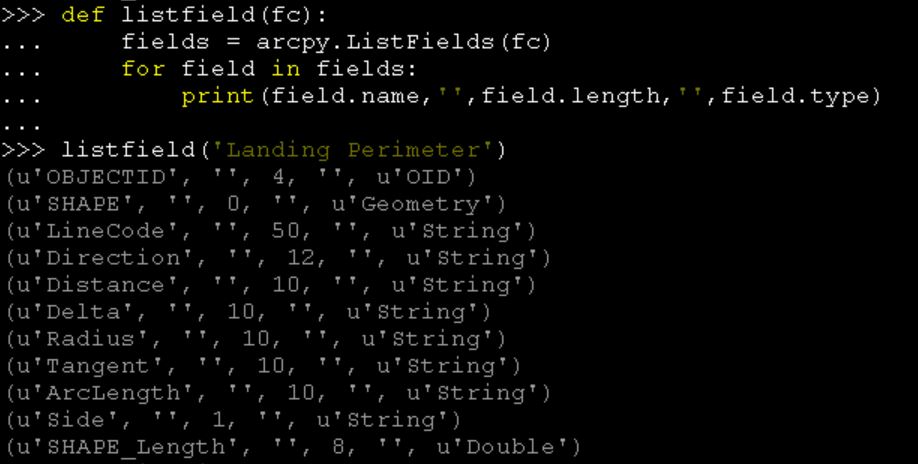 >>> def listfield(fc):
...     fields = arcpy.ListFields(fc)
...     for field in fields:
...         print(field.name,'',field.length,'',field.type)
...
>>> listfield('Landing Perimeter')
(u'OBJECTID', '', 4, '', u'OID')
(u'SHAPE', '', 0, '', u'Geometry')
(u'LineCode', '', 50, '', u'String')
(u'Direction', '', 12, '', u'String')
(u'Distance', '', 10, '', u'String')
(u'Delta', '', 10, '', u'String')
(u'Radius', '', 10, '', u'String')
(u'Tangent', '', 10, '', u'String')
(u'ArcLength', '', 10, '', u'String')
(u'Side', '', 1, '', u'String')
(u'SHAPE_Length', '', 8, '', u'Double')